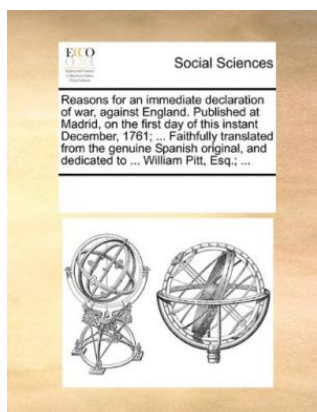 ECCO
Social Sciences
Reasons for an immediate declaration
of war, against England. Published at
Madrid, on the first day of this instant
December, 1761; ... Faithfully translated
from the genuine Spanish original, and
dedicated to ... William Pitt, Esq.; ...